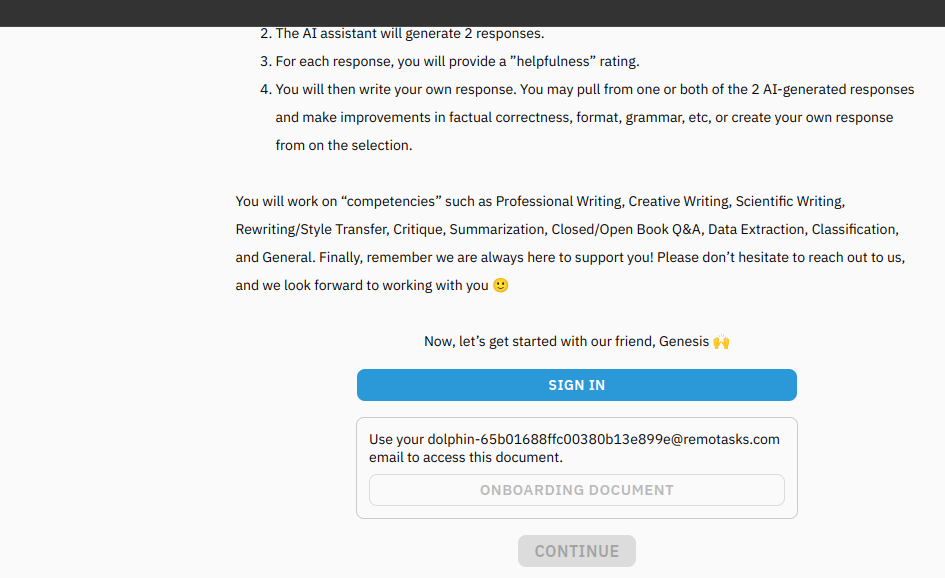 2. The AI assistant will generate 2 responses.
3. For each response, you will provide a ”helpfulness” rating.
4. You will then write your own response. You may pull from one or both of the 2 AI-generated responses
and make improvements in factual correctness, format, grammar, etc, or create your own response
from on the selection.
You will work on “competencies” such as Professional Writing, Creative Writing, Scientific Writing,
Rewriting/Style Transfer, Critique, Summarization, Closed/Open Book Q&A, Data Extraction, Classification,
and General. Finally, remember we are always here to support you! Please don’t hesitate to reach out to us,
and we look forward to working with you 🙂
Now, let’s get started with our friend, Genesis 🙌
SIGN IN
Use your dolphin-65b01688ffc00380b13e899e@remotasks.com
email to access this document.
ONBOARDING DOCUMENT
CONTINUE